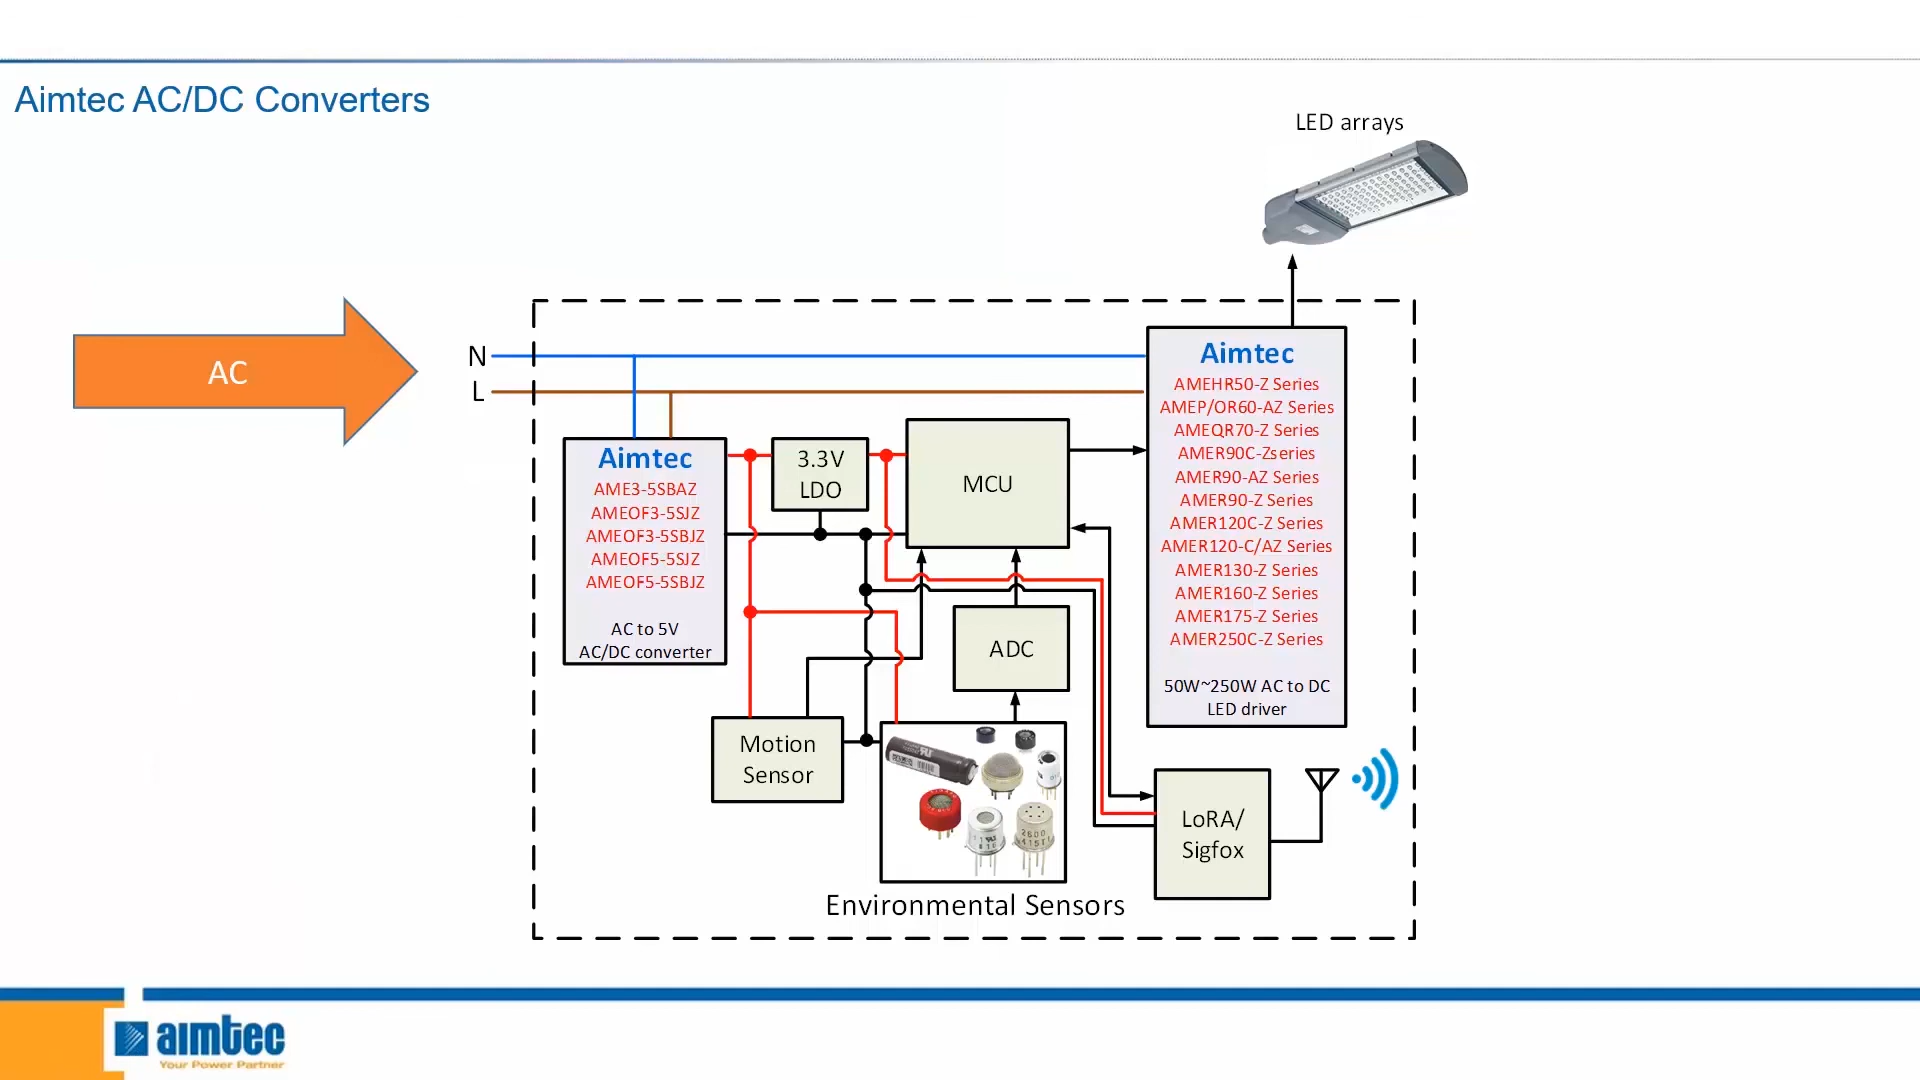 Aimtec AC/DC Converters
LED arrays
AC
N
L
Aimtec
AME3-5SBAZ
AMEOF3-5SJZ
AMEOF3-5SBJZ
AMEOF5-5SJZ
AMEOF5-5SBJZ
AC to 5V
AC/DC converter
3.3V
LDO
MCU
ADC
Aimtec
AMEHR50-Z Series
AMEP/OR60-AZ Series
AMEQR70-Z Series
AMER90C-Zseries
AMER90-AZ Series
AMER90-Z Series
AMER120C-Z Series
AMER120-C/AZ Series
AMER130-Z Series
AMER160-Z Series
AMER175-Z Series
AMER250C-Z Series
50W~250W AC to DC
LED driver
Motion
Sensor
2600
LoRA/
Sigfox
Environmental Sensors
aimtec
Your Power Partner